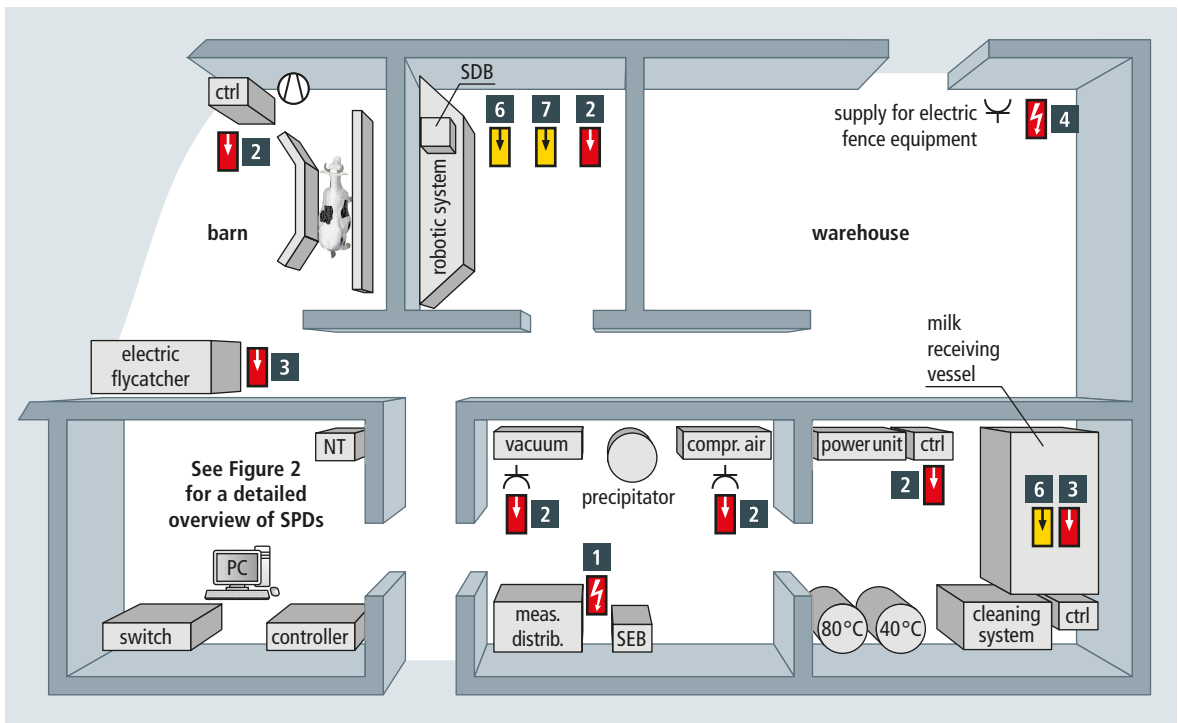 SDB
ctrl
6
7
2
supply for electric
fence equipment
4
2
robotic system
barn
warehouse
milk
receiving
vessel
electric
flycatcher
3
NT
vacuum
compr. air
power unit
ctrl
See Figure 2
for a detailed
overview of SPDs
precipitator
2
6
3
2
2
1
PC
switch
controller
meas.
distrib.
SEB
80°C
40°C
cleaning
system
ctrl